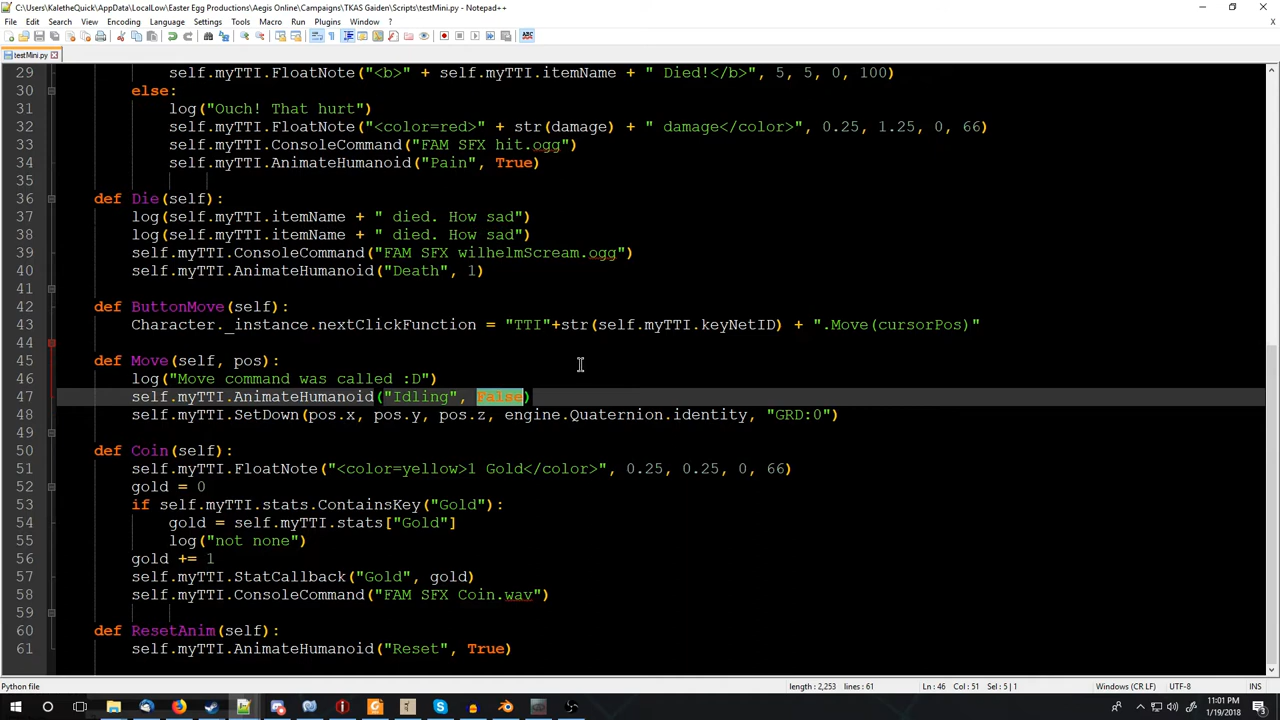 C:\Users\KaletheQuick\AppData\LocalLow\Easter Egg Productions\Aegis Online\Campaigns\TKAS Gaiden\Scripts\testMini.py - Notepad++
File Edit Search View Encoding Language Settings Tools Macro Run Plugins Window ?
testMini.py
29 self.myTTI.FloatNote("<b>" + self.myTTI.itemName + " Died!</b>", 5, 5, 0, 100)
30 else:
31 log("Ouch! That hurt")
32 self.myTTI.FloatNote("<color=red>" + str(damage) + " damage</color>", 0.25, 1.25, 0, 66)
33 self.myTTI.ConsoleCommand("FAM SFX hit.ogg")
34 self.myTTI.AnimateHumanoid("Pain", True)
35
36 def Die(self):
37 log(self.myTTI.itemName + " died. How sad")
38 log(self.myTTI.itemName + " died. How sad")
39 self.myTTI.ConsoleCommand("FAM SFX wilhelmScream.ogg")
40 self.myTTI.AnimateHumanoid("Death", 1)
41
42 def ButtonMove(self):
43 Character._instance.nextClickFunction = "TTI"+str(self.myTTI.keyNetID) + ".Move(cursorPos)"
44
45 def Move(self, pos):
46 log("Move command was called :D")
47 self.myTTI.AnimateHumanoid("Idling", False)
48 self.myTTI.SetDown(pos.x, pos.y, pos.z, engine.Quaternion.identity, "GRD:0")
49
50 def Coin(self):
51 self.myTTI.FloatNote("<color=yellow>1 Gold</color>", 0.25, 0.25, 0, 66)
52 gold = 0
53 if self.myTTI.stats.ContainsKey("Gold"):
54 gold = self.myTTI.stats["Gold"]
55 log("not none")
56 gold += 1
57 self.myTTI.StatCallback("Gold", gold)
58 self.myTTI.ConsoleCommand("FAM SFX Coin.wav")
59
60 def ResetAnim(self):
61 self.myTTI.AnimateHumanoid("Reset", True)
Python file length : 2,253 lines : 61 Ln : 46 Col : 51 Sel : 5 | 1 Windows (CR LF) UTF-8 INS
11:01 PM
1/19/2018